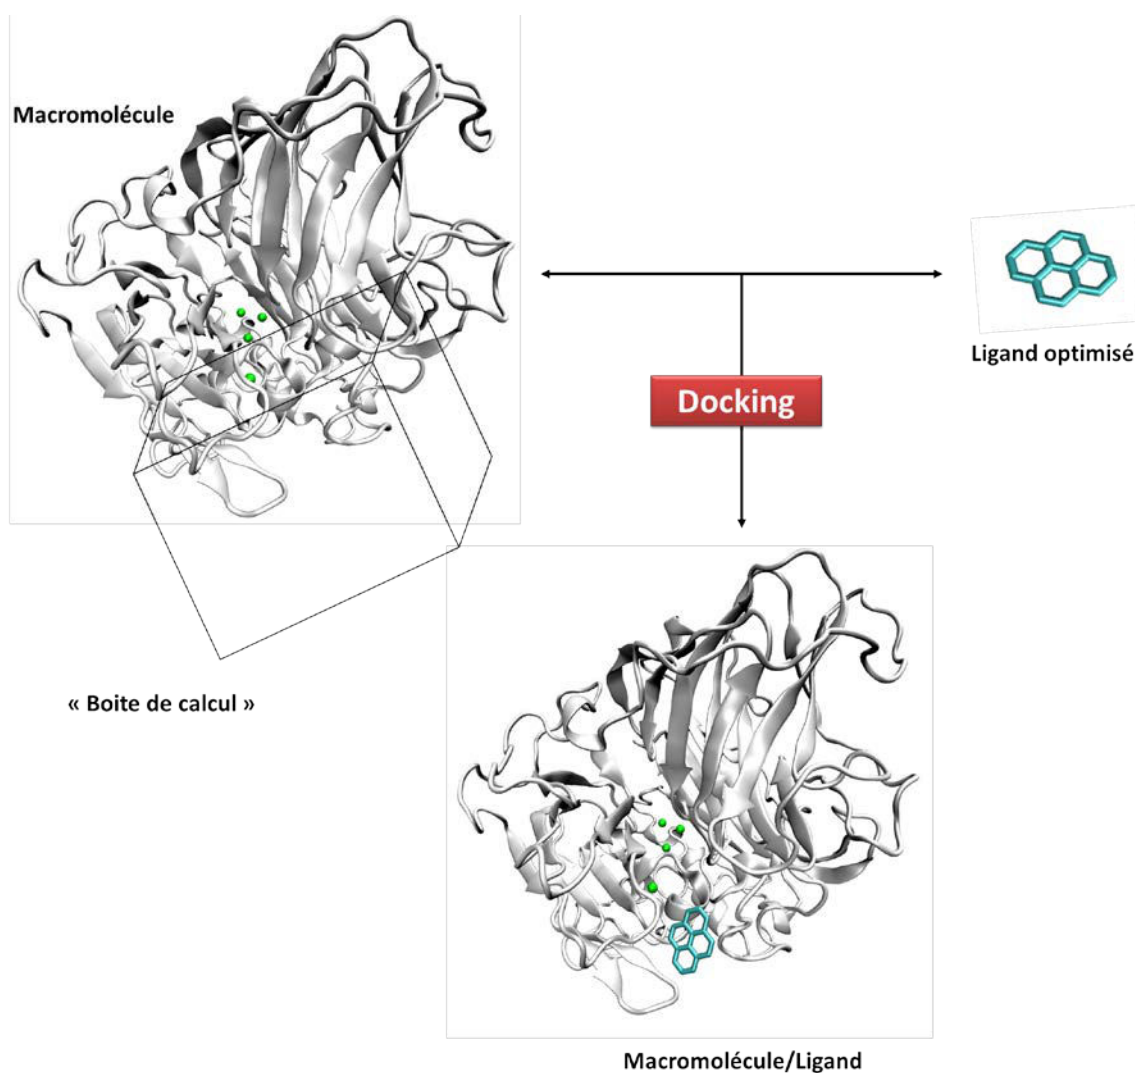 Macromolécule
Ligand optimisé
Docking
« Boite de calcul »
Macromolécule/Ligand